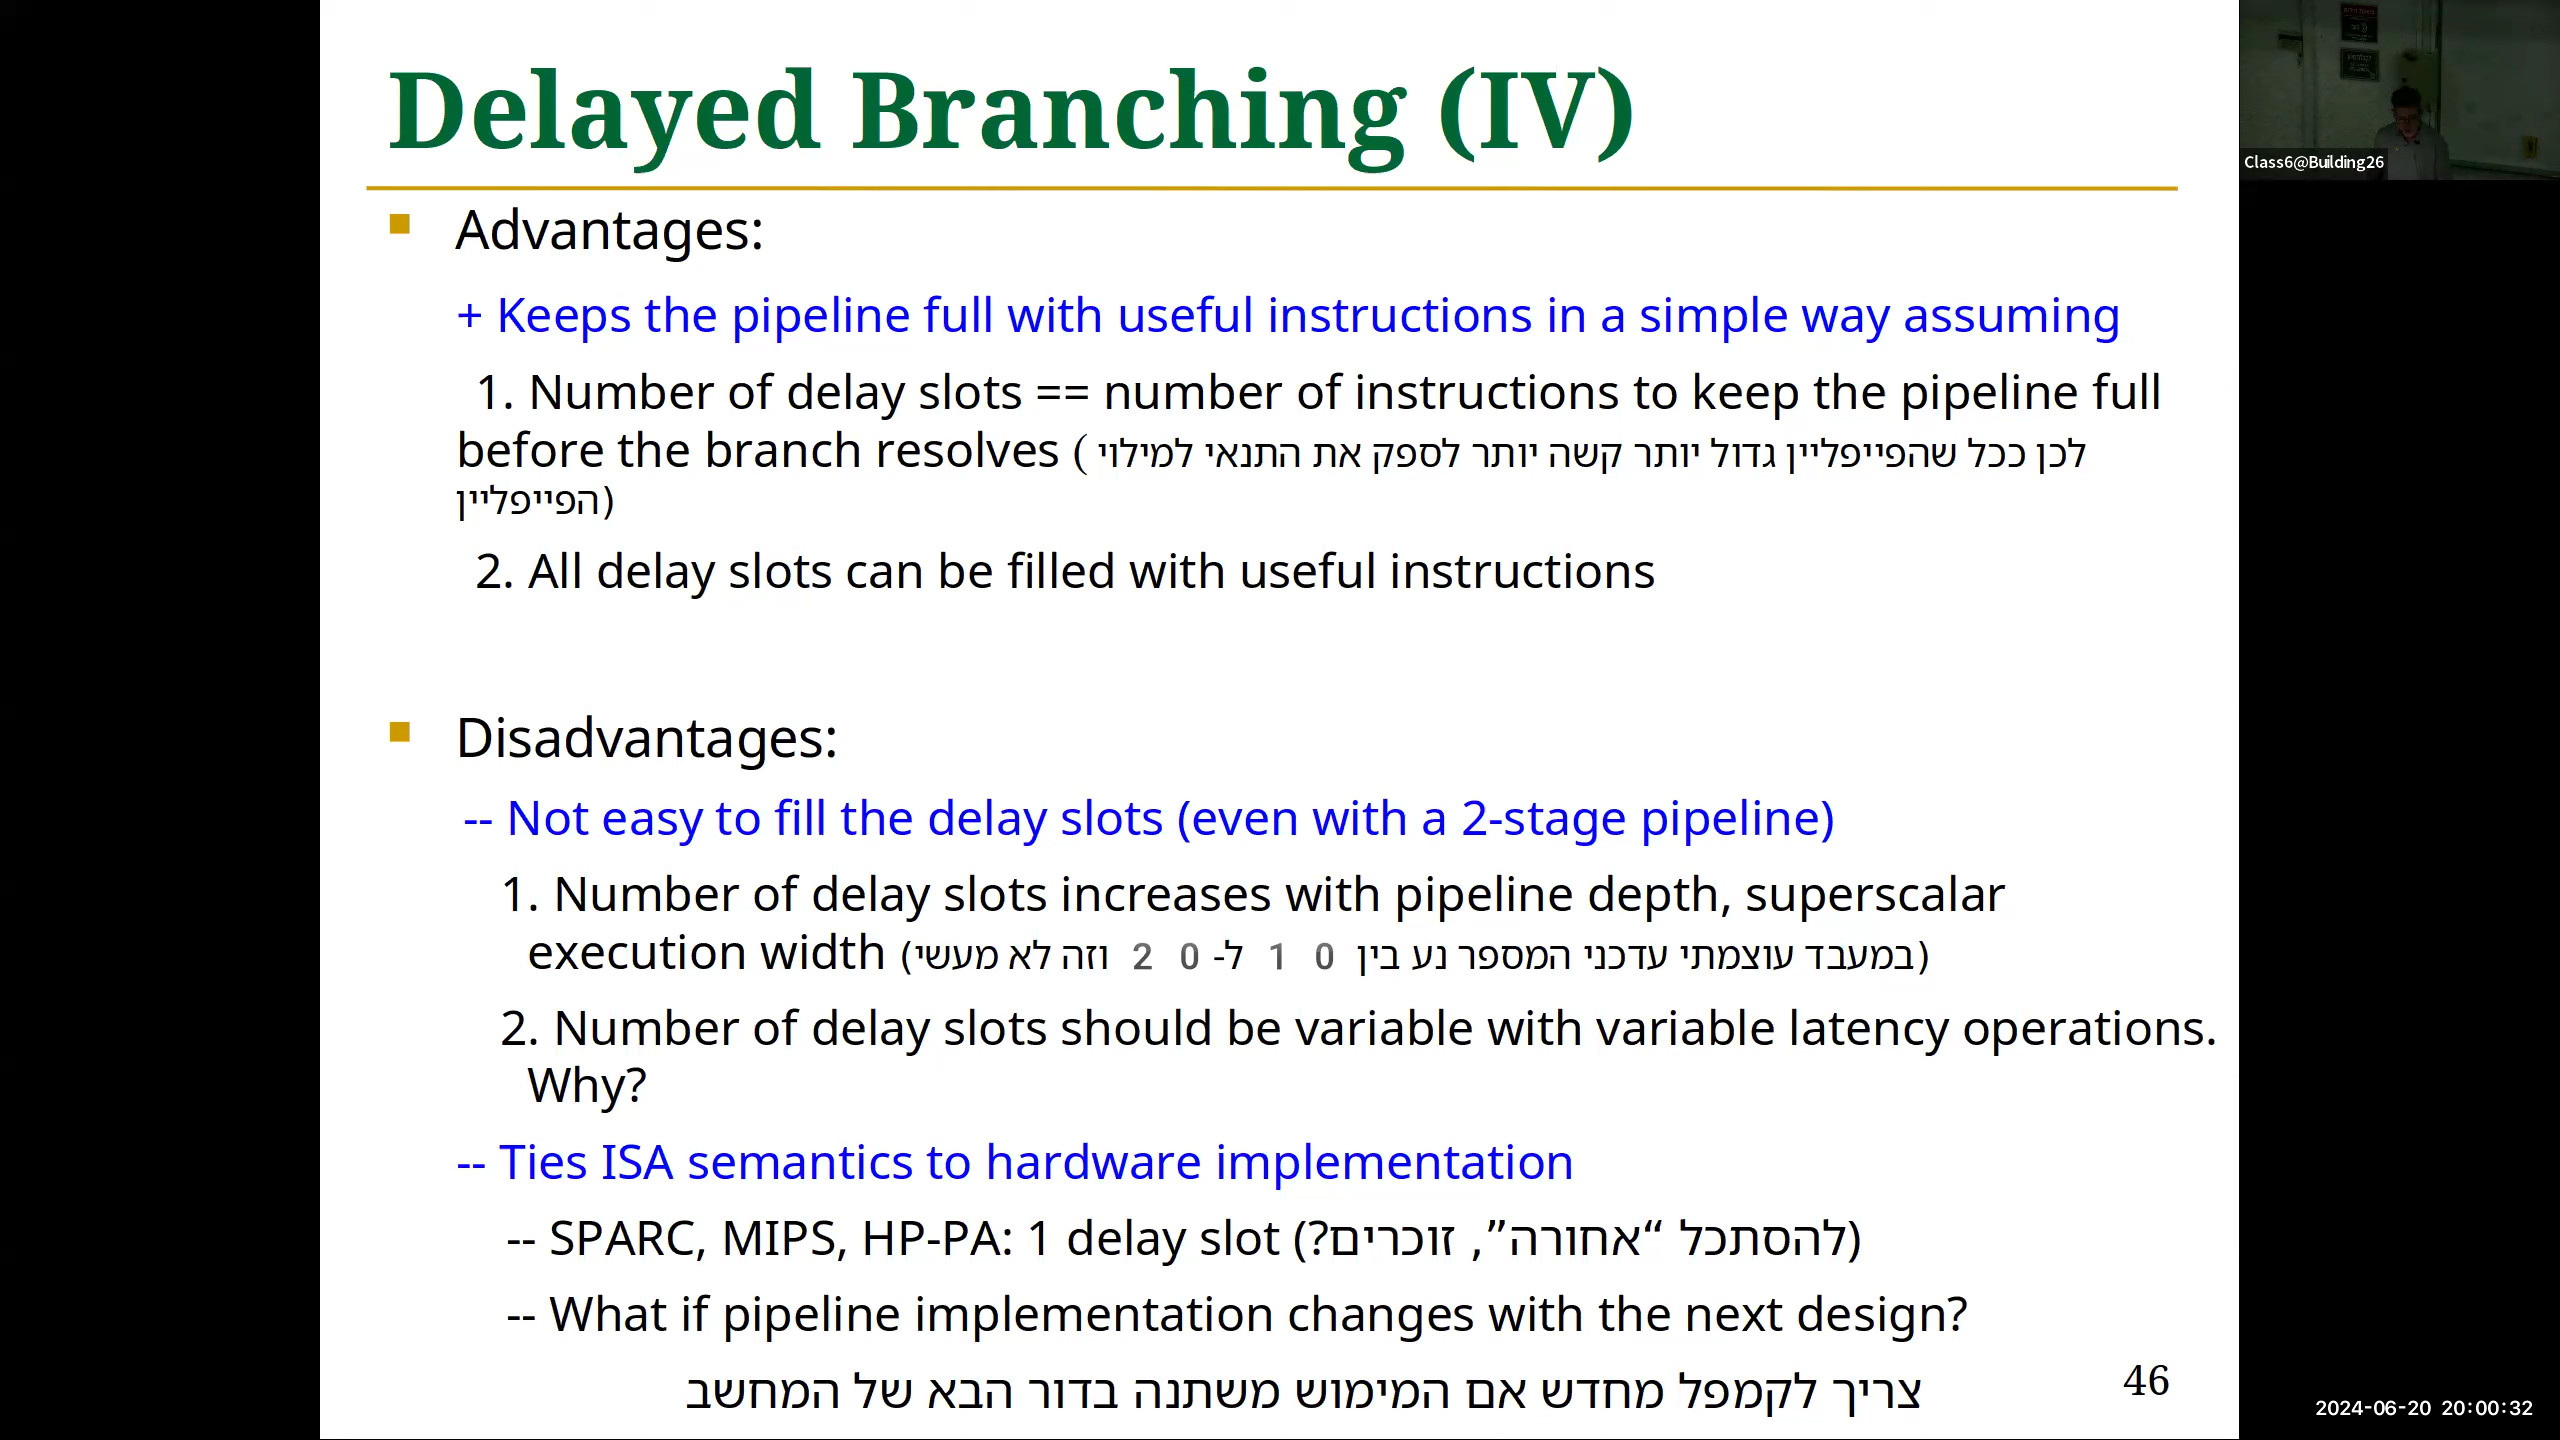 Delayed Branching (IV)
Advantages:
+ Keeps the pipeline full with useful instructions in a simple way assuming
1. Number of delay slots == number of instructions to keep the pipeline full
before the branch resolves (לכן ככל שהפייפליין גדול יותר קשה יותר לספק את התנאי למילוי
הפייפליין)
2. All delay slots can be filled with useful instructions
Disadvantages:
-- Not easy to fill the delay slots (even with a 2-stage pipeline)
1. Number of delay slots increases with pipeline depth, superscalar
execution width (במעבד עוצמתי עדכני המספר נע בין 10 ל-20 וזה לא מעשי)
2. Number of delay slots should be variable with variable latency operations.
Why?
-- Ties ISA semantics to hardware implementation
-- SPARC, MIPS, HP-PA: 1 delay slot (להסתכל “אחורה”, זוכרים?)
-- What if pipeline implementation changes with the next design?
צריך לקמפל מחדש אם המימוש משתנה בדור הבא של המחשב
46
Class6@Building26
2024-06-20 20:00:32